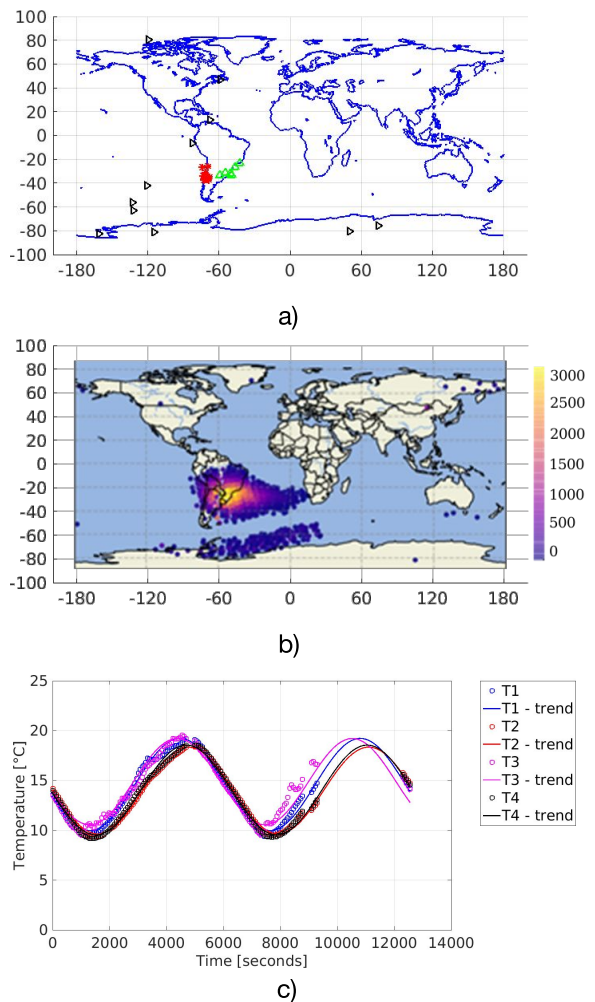 100
80
60
40
20
0
-20
-40
-60
-80
-100
-180 -120 -60 0 60 120 180
a)
100
80
60
40
20
0
-20
-40
-60
-80
-100
-180 -120 -60 0 60 120 180
3000
2500
2000
1500
1000
500
0
b)
25
20
15
10
5
0
Temperature [°C]
0 2000 4000 6000 8000 10000 12000 14000
Time [seconds]
T1
T1 - trend
T2
T2 - trend
T3
T3 - trend
T4
T4 - trend
c)